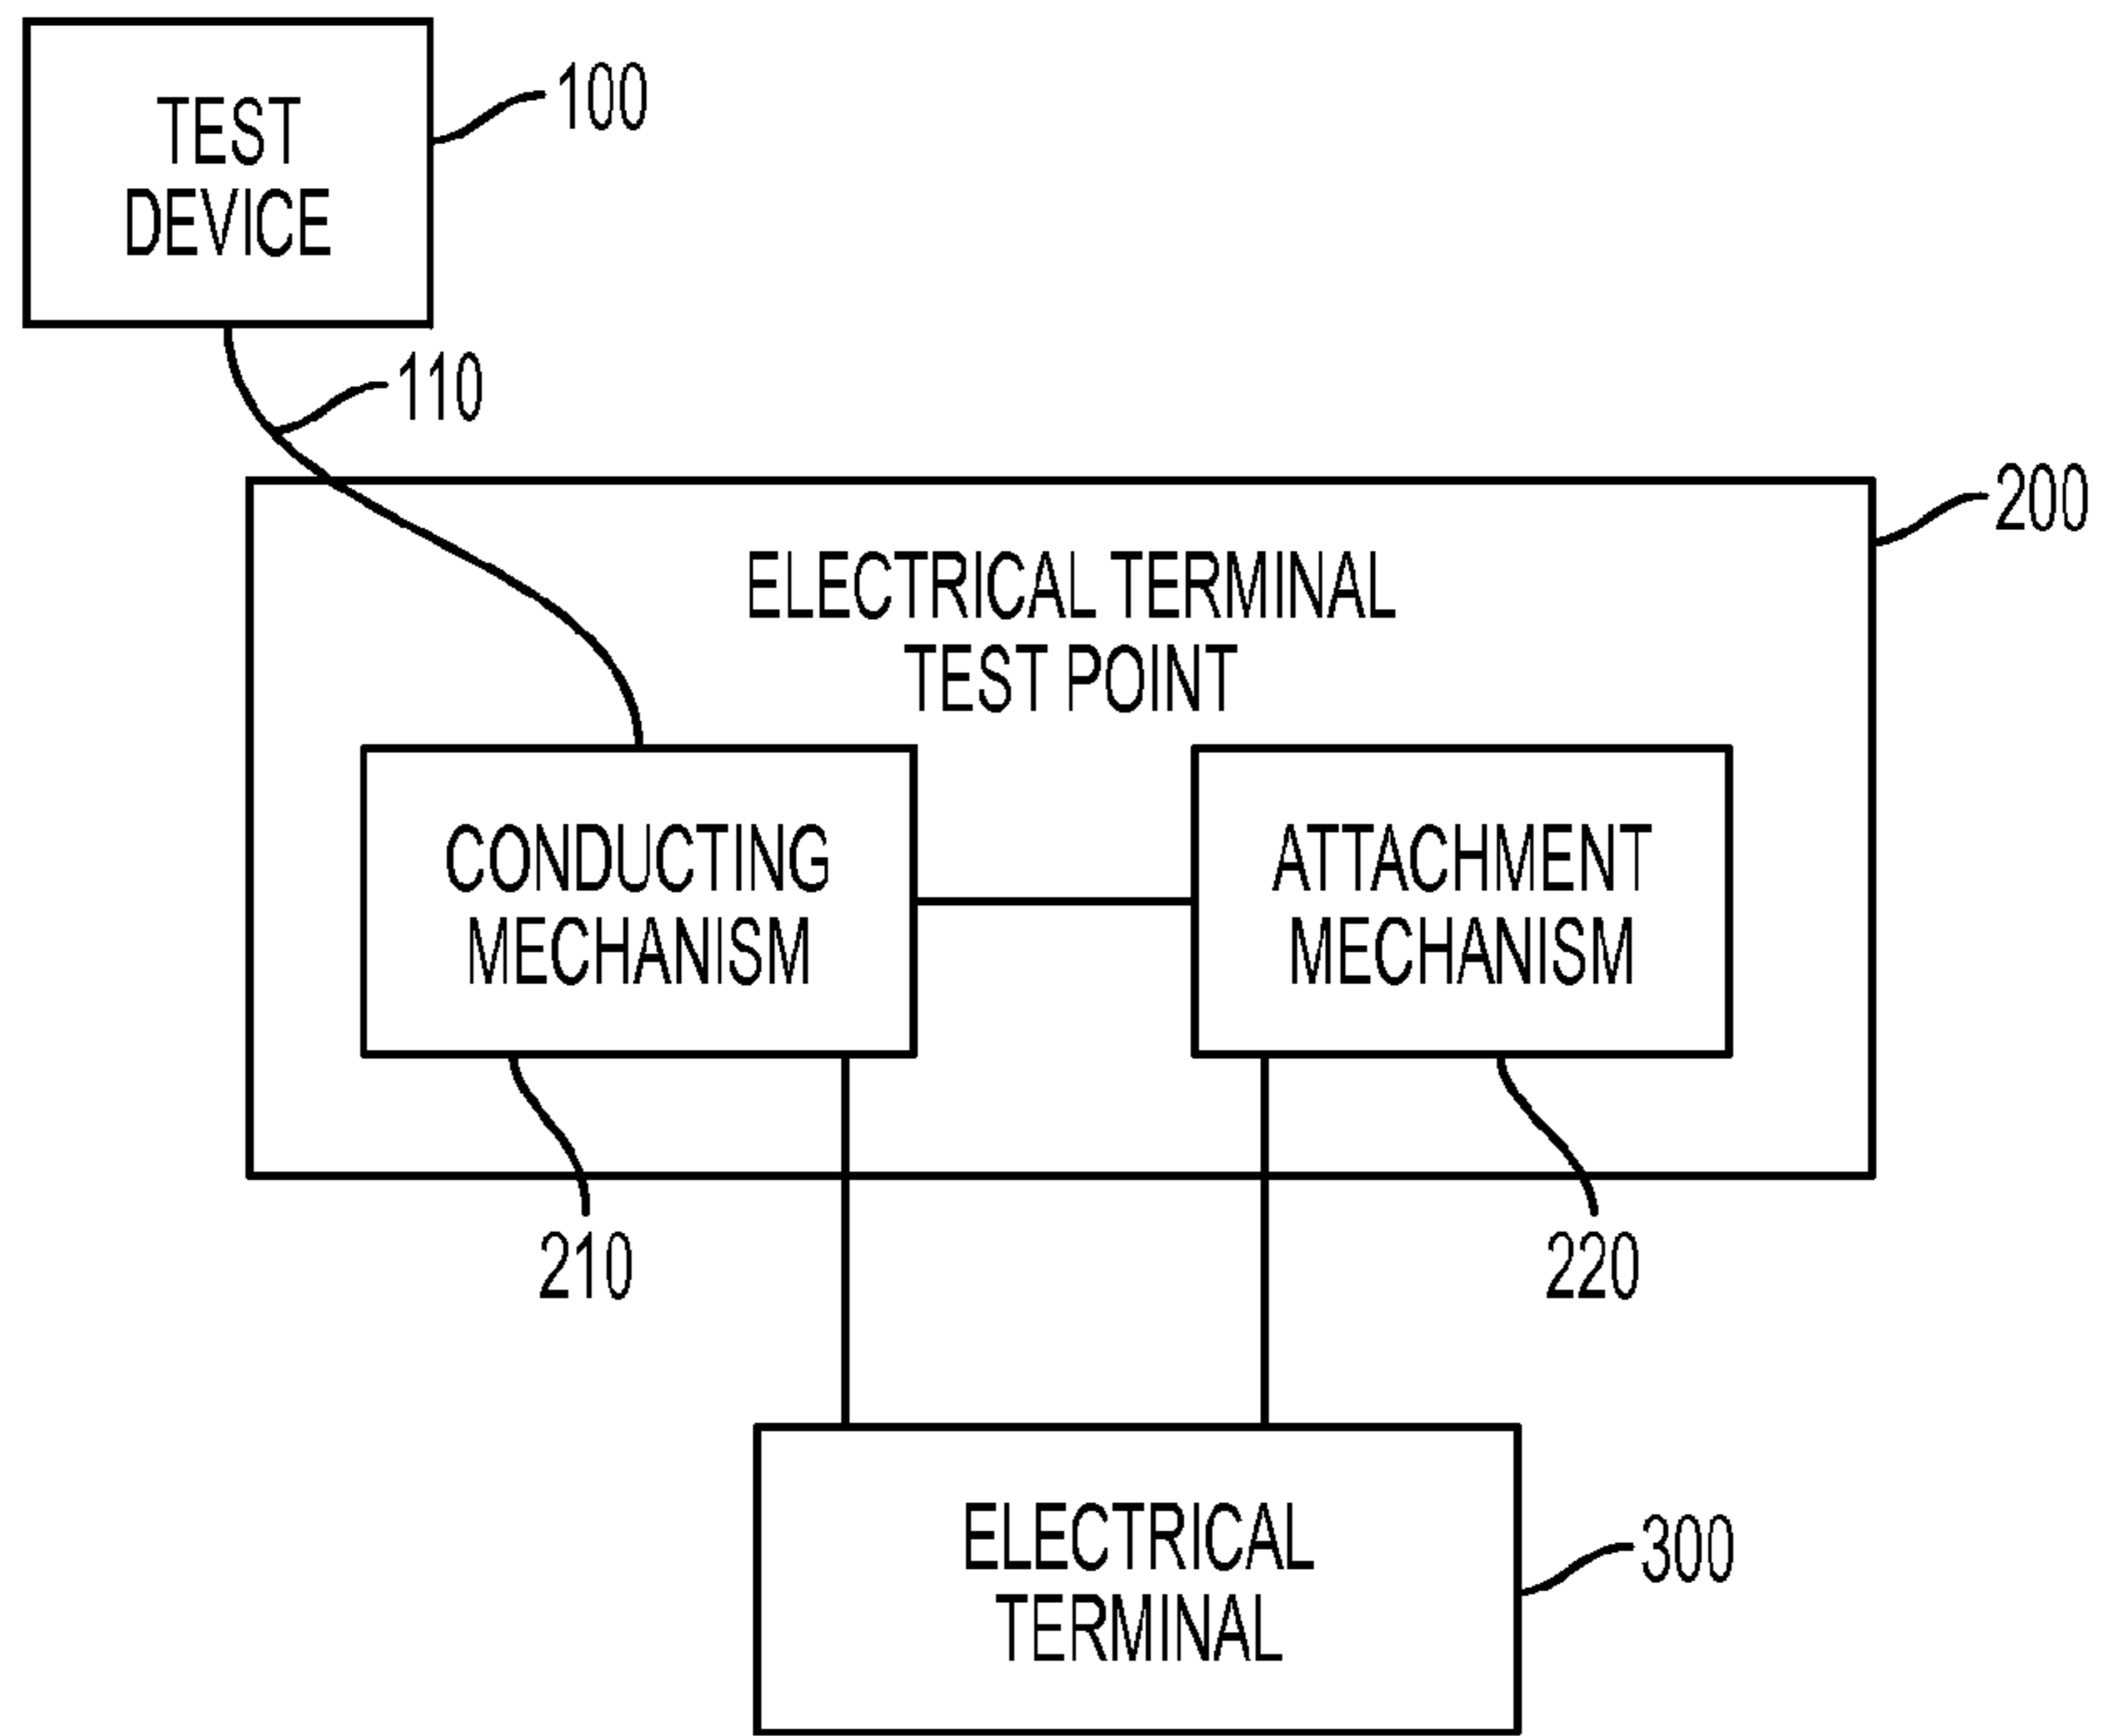 TEST
DEVICE
100
110
200
ELECTRICAL TERMINAL
TEST POINT
CONDUCTING
MECHANISM
ATTACHMENT
MECHANISM
210
220
ELECTRICAL
TERMINAL
300